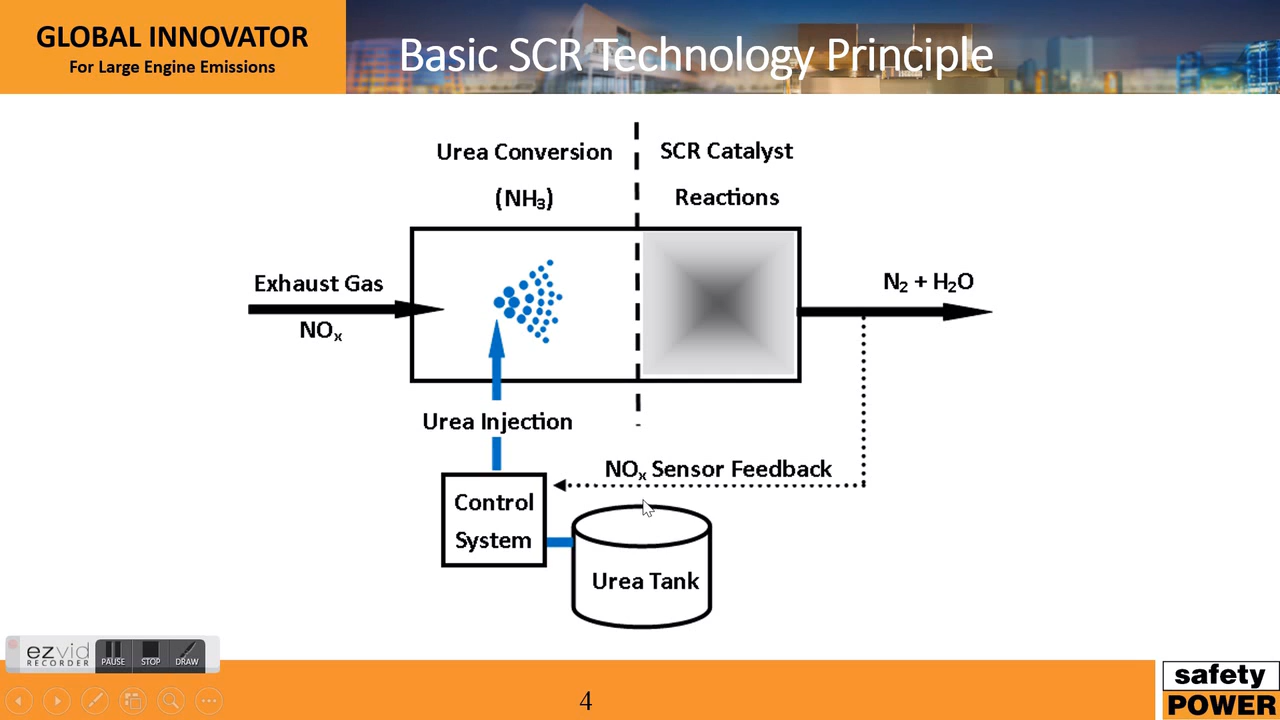 GLOBAL INNOVATOR
For Large Engine Emissions
Basic SCR Technology Principle
Urea Conversion
(NH₃)
SCR Catalyst
Reactions
Exhaust Gas
NOₓ
N₂ + H₂O
Urea Injection
NOₓ Sensor Feedback
Control
System
Urea Tank
ezvid
RECORDER
PAUSE
STOP
DRAW
4
safety
POWER